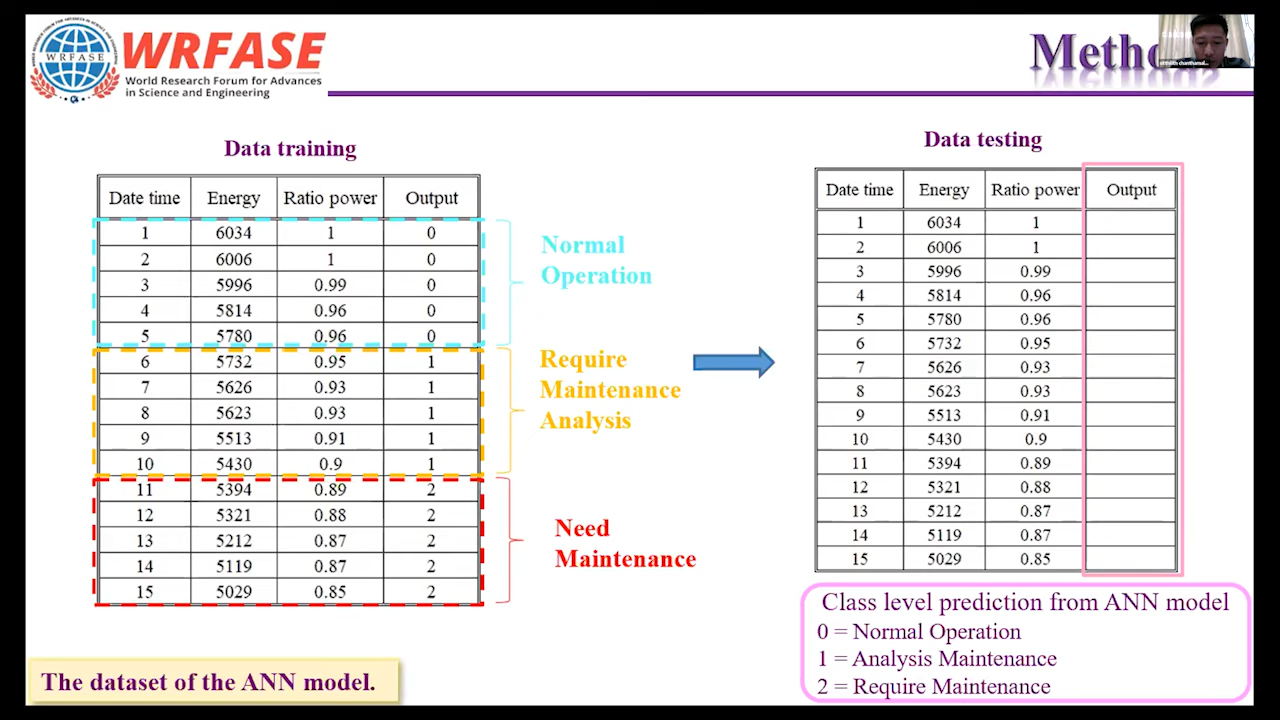 WRFASE
WRFASE
World Research Forum for Advances
in Science and Engineering
Data training
Date time Energy Ratio power Output
1 6034 1 0
2 6006 1 0
3 5996 0.99 0
4 5814 0.96 0
5 5780 0.96 0
6 5732 0.95 1
7 5626 0.93 1
8 5623 0.93 1
9 5513 0.91 1
10 5430 0.9 1
11 5394 0.89 2
12 5321 0.88 2
13 5212 0.87 2
14 5119 0.87 2
15 5029 0.85 2
Normal
Operation
Require
Maintenance
Analysis
Need
Maintenance
Data testing
Date time Energy Ratio power Output
1 6034 1
2 6006 1
3 5996 0.99
4 5814 0.96
5 5780 0.96
6 5732 0.95
7 5626 0.93
8 5623 0.93
9 5513 0.91
10 5430 0.9
11 5394 0.89
12 5321 0.88
13 5212 0.87
14 5119 0.87
15 5029 0.85
Class level prediction from ANN model
0 = Normal Operation
1 = Analysis Maintenance
2 = Require Maintenance
The dataset of the ANN model.